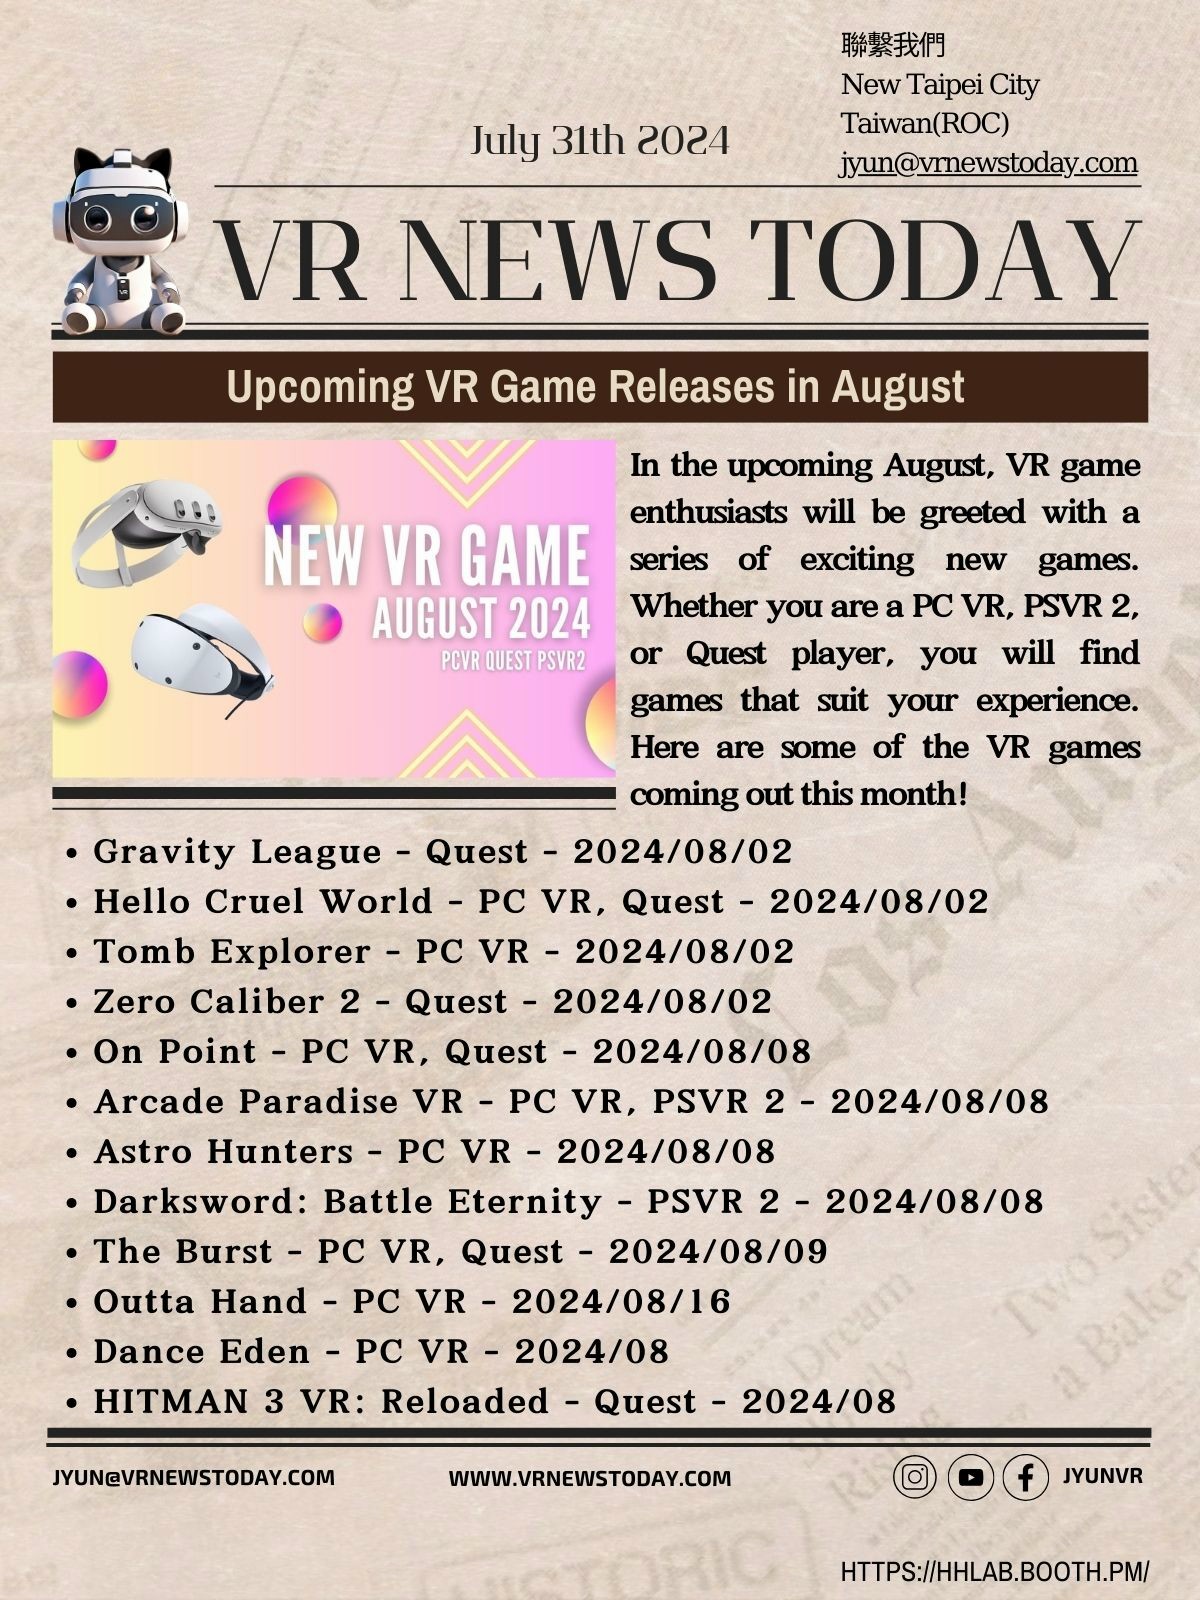 聯繫我們
New Taipei City
Taiwan(ROC)
jyun@vrnewstoday.com
July 31th 2024
VR NEWS TODAY
Upcoming VR Game Releases in August
NEW VR GAME
AUGUST 2024
PCVR QUEST PSVR2
In the upcoming August, VR game
enthusiasts will be greeted with a
series of exciting new games.
Whether you are a PC VR, PSVR 2,
or Quest player, you will find
games that suit your experience.
Here are some of the VR games
coming out this month!
• Gravity League - Quest - 2024/08/02
• Hello Cruel World - PC VR, Quest - 2024/08/02
• Tomb Explorer - PC VR - 2024/08/02
• Zero Caliber 2 - Quest - 2024/08/02
• On Point - PC VR, Quest - 2024/08/08
• Arcade Paradise VR - PC VR, PSVR 2 - 2024/08/08
• Astro Hunters - PC VR - 2024/08/08
• Darksword: Battle Eternity - PSVR 2 - 2024/08/08
• The Burst - PC VR, Quest - 2024/08/09
• Outta Hand - PC VR - 2024/08/16
• Dance Eden - PC VR - 2024/08
• HITMAN 3 VR: Reloaded - Quest - 2024/08
JYUN@VRNEWSTODAY.COM
WWW.VRNEWSTODAY.COM
JYUNVR
HTTPS://HHLAB.BOOTH.PM/